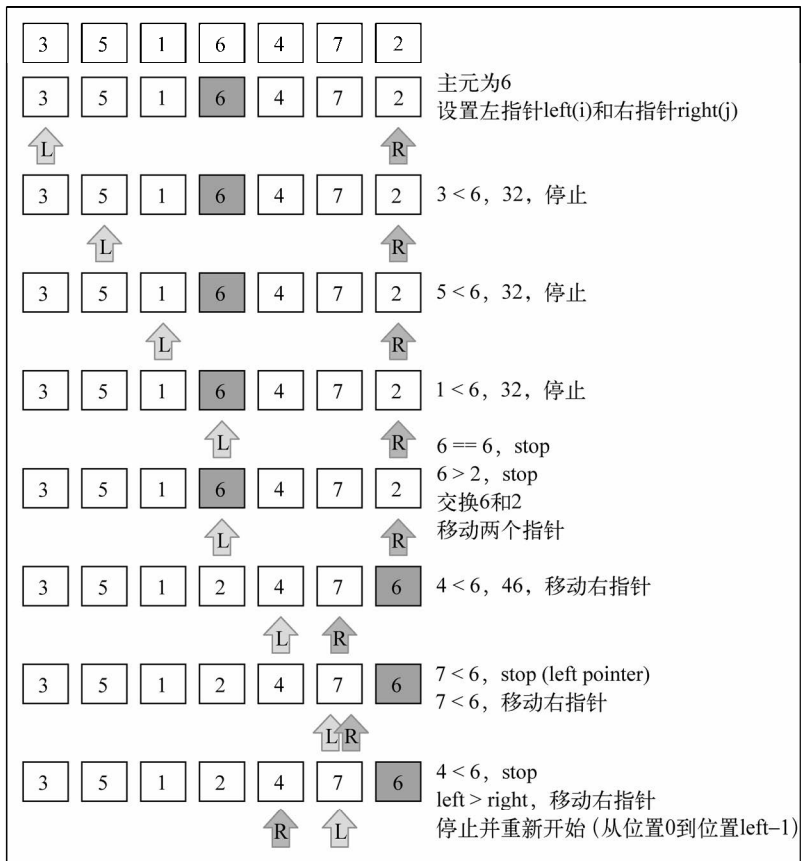 3 5 1 6 4 7 2
3 5 1 6 4 7 2
主元为6
设置左指针left(i)和右指针right(j)
L R
3 5 1 6 4 7 2
3 < 6，32，停止
L R
3 5 1 6 4 7 2
5 < 6，32，停止
L R
3 5 1 6 4 7 2
1 < 6，32，停止
L R
3 5 1 6 4 7 2
6 == 6，stop
6 > 2，stop
交换6和2
移动两个指针
L R
3 5 1 2 4 7 6
4 < 6，46，移动右指针
L R
3 5 1 2 4 7 6
7 < 6，stop (left pointer)
7 < 6，移动右指针
L R
3 5 1 2 4 7 6
4 < 6，stop
left > right，移动右指针
停止并重新开始（从位置0到位置left–1）
R L